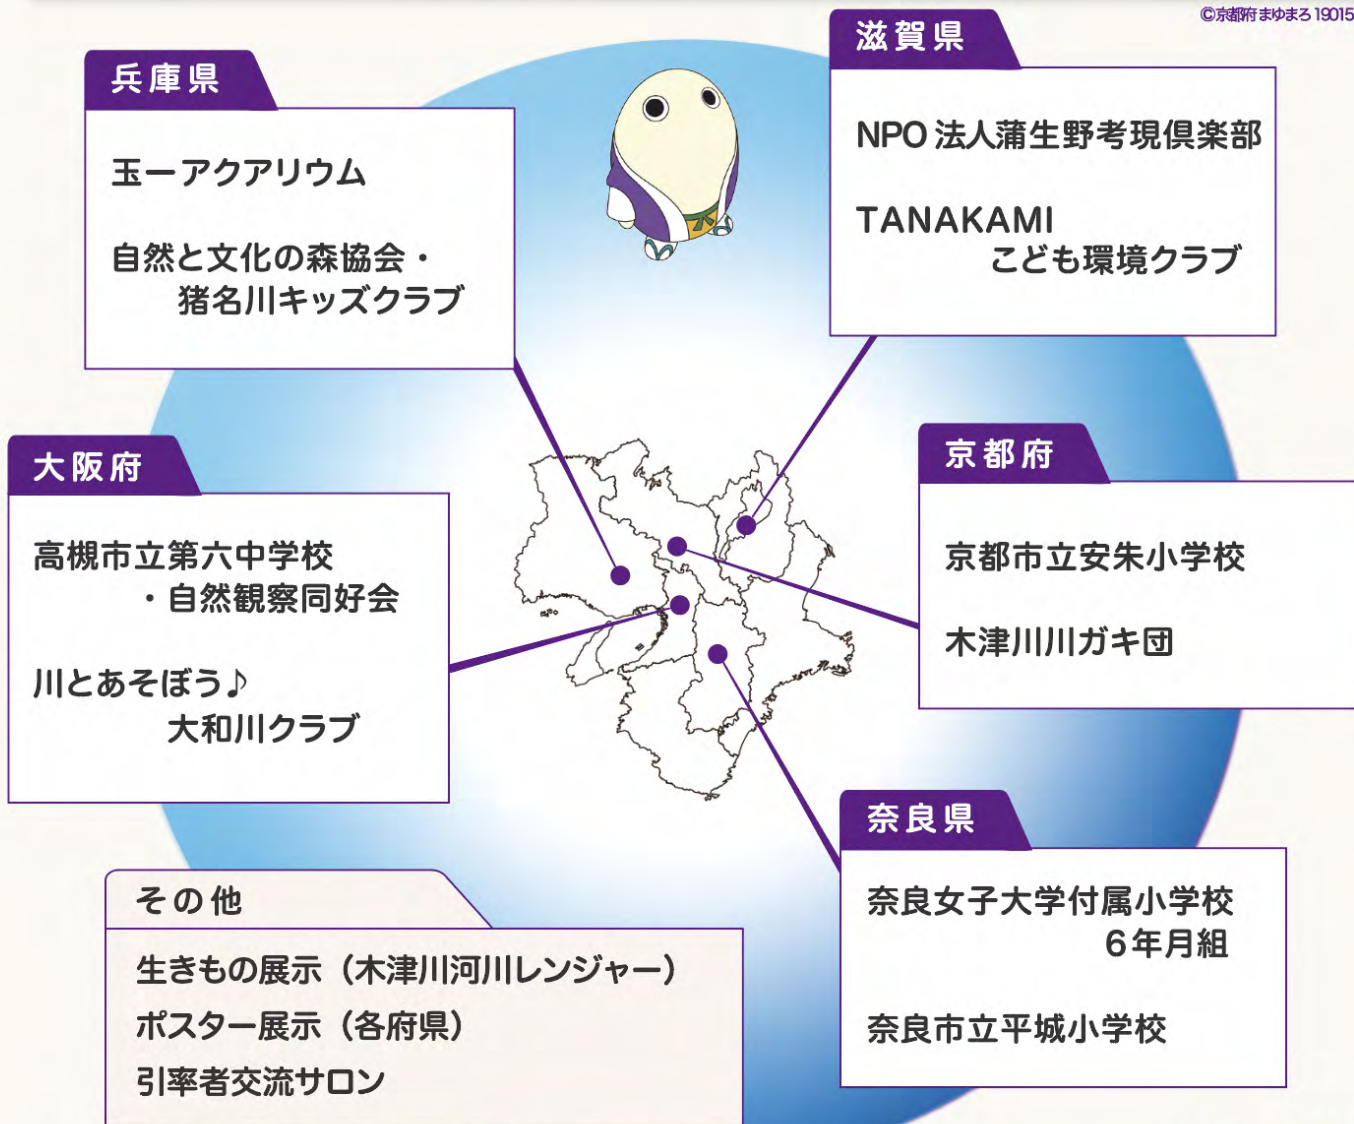 ©京都府 まゆまろ 19015
兵庫県
玉一アクアリウム
自然と文化の森協会・
猪名川キッズクラブ
滋賀県
NPO法人蒲生野考現倶楽部
TANAKAMI
こども環境クラブ
大阪府
高槻市立第六中学校
・自然観察同好会
川とあそぼう♪
大和川クラブ
京都府
京都市立安朱小学校
木津川川ガキ団
奈良県
奈良女子大学付属小学校
6年月組
奈良市立平城小学校
その他
生きもの展示（木津川河川レンジャー）
ポスター展示（各府県）
引率者交流サロン